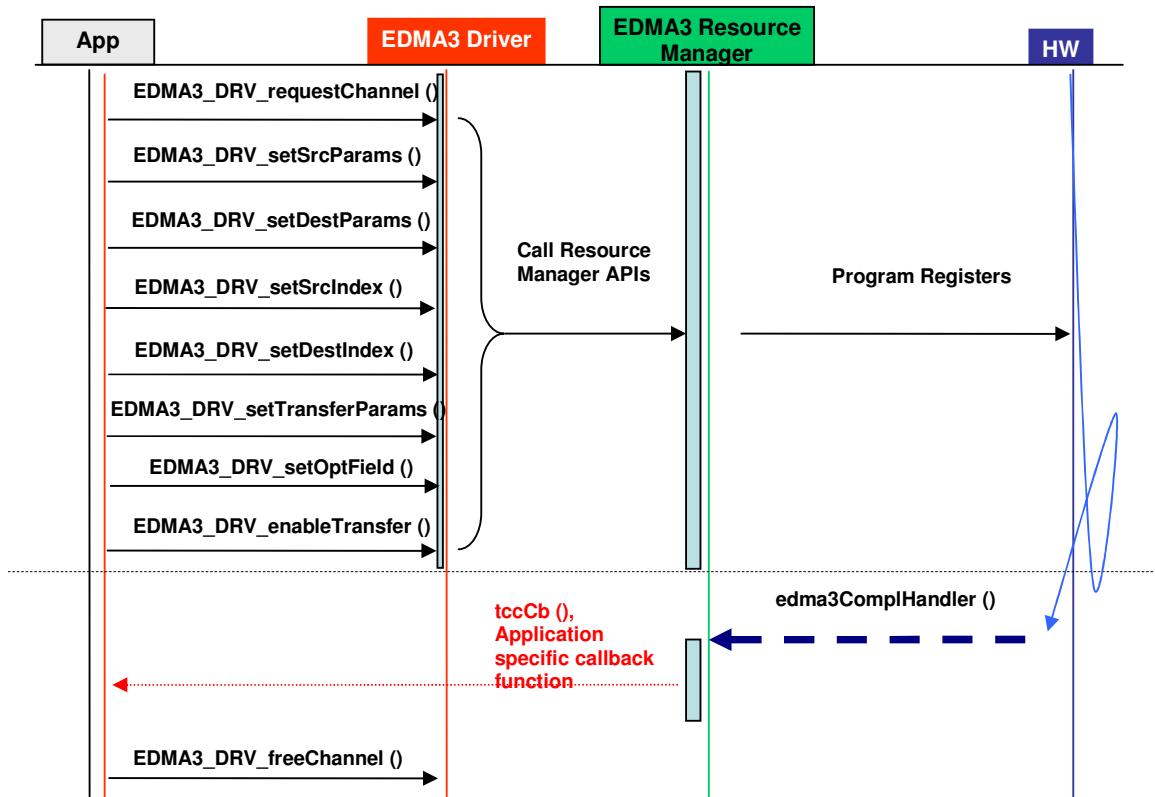 App
EDMA3 Driver
EDMA3 Resource
Manager
HW
EDMA3_DRV_requestChannel ()
EDMA3_DRV_setSrcParams ()
EDMA3_DRV_setDestParams ()
EDMA3_DRV_setSrcIndex ()
EDMA3_DRV_setDestIndex ()
EDMA3_DRV_setTransferParams ()
EDMA3_DRV_setOptField ()
EDMA3_DRV_enableTransfer ()
Call Resource
Manager APIs
Program Registers
edma3ComplHandler ()
tccCb (),
Application
specific callback
function
EDMA3_DRV_freeChannel ()